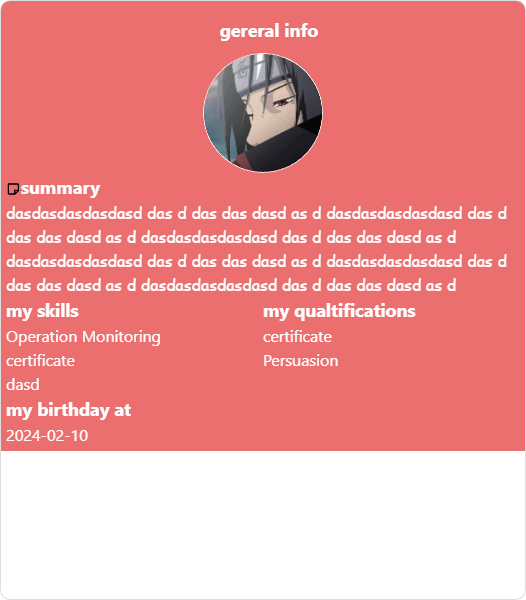 gereral info
summary
dasdasdasdasdasd das d das das dasd as d dasdasdasdasdasd das d
das das dasd as d dasdasdasdasdasd das d das das dasd as d
dasdasdasdasdasd das d das das dasd as d dasdasdasdasdasd das d
das das dasd as d dasdasdasdasdasd das d das das dasd as d
my skills
my qualtifications
Operation Monitoring
certificate
certificate
Persuasion
dasd
my birthday at
2024-02-10